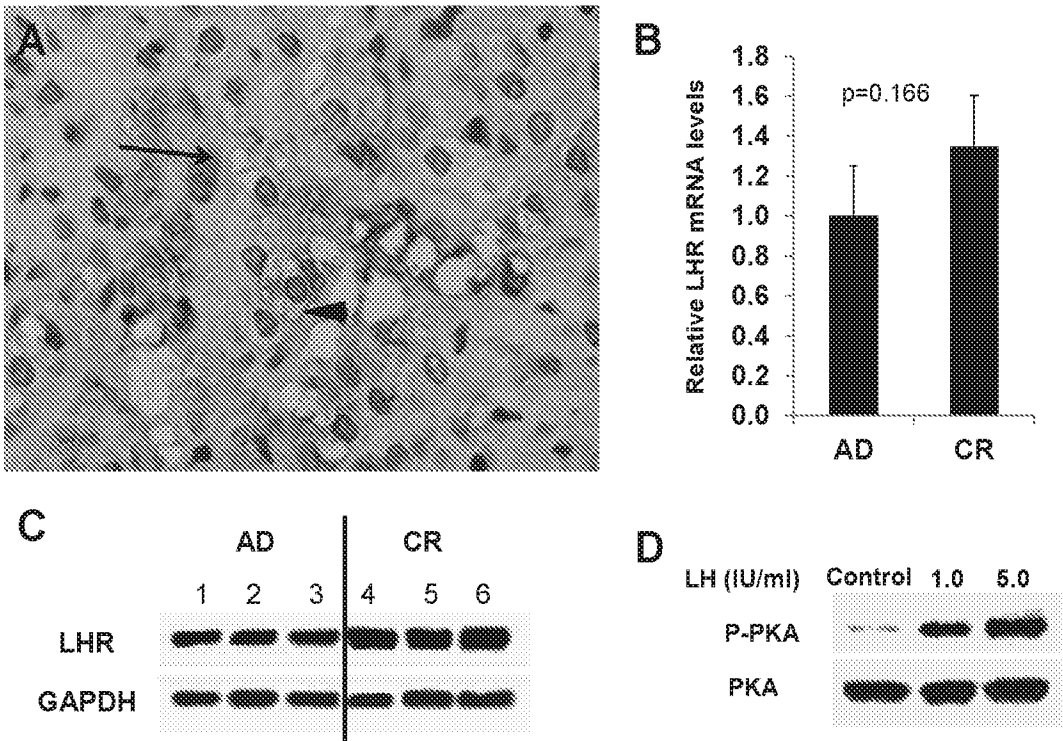 A
B
1.8
1.6
1.4
1.2
1.0
0.8
0.6
0.4
0.2
0.0
Relative LHR mRNA levels
p=0.166
AD CR
C
AD CR
1 2 3 4 5 6
LHR
GAPDH
D
LH (IU/ml) Control 1.0 5.0
P-PKA
PKA